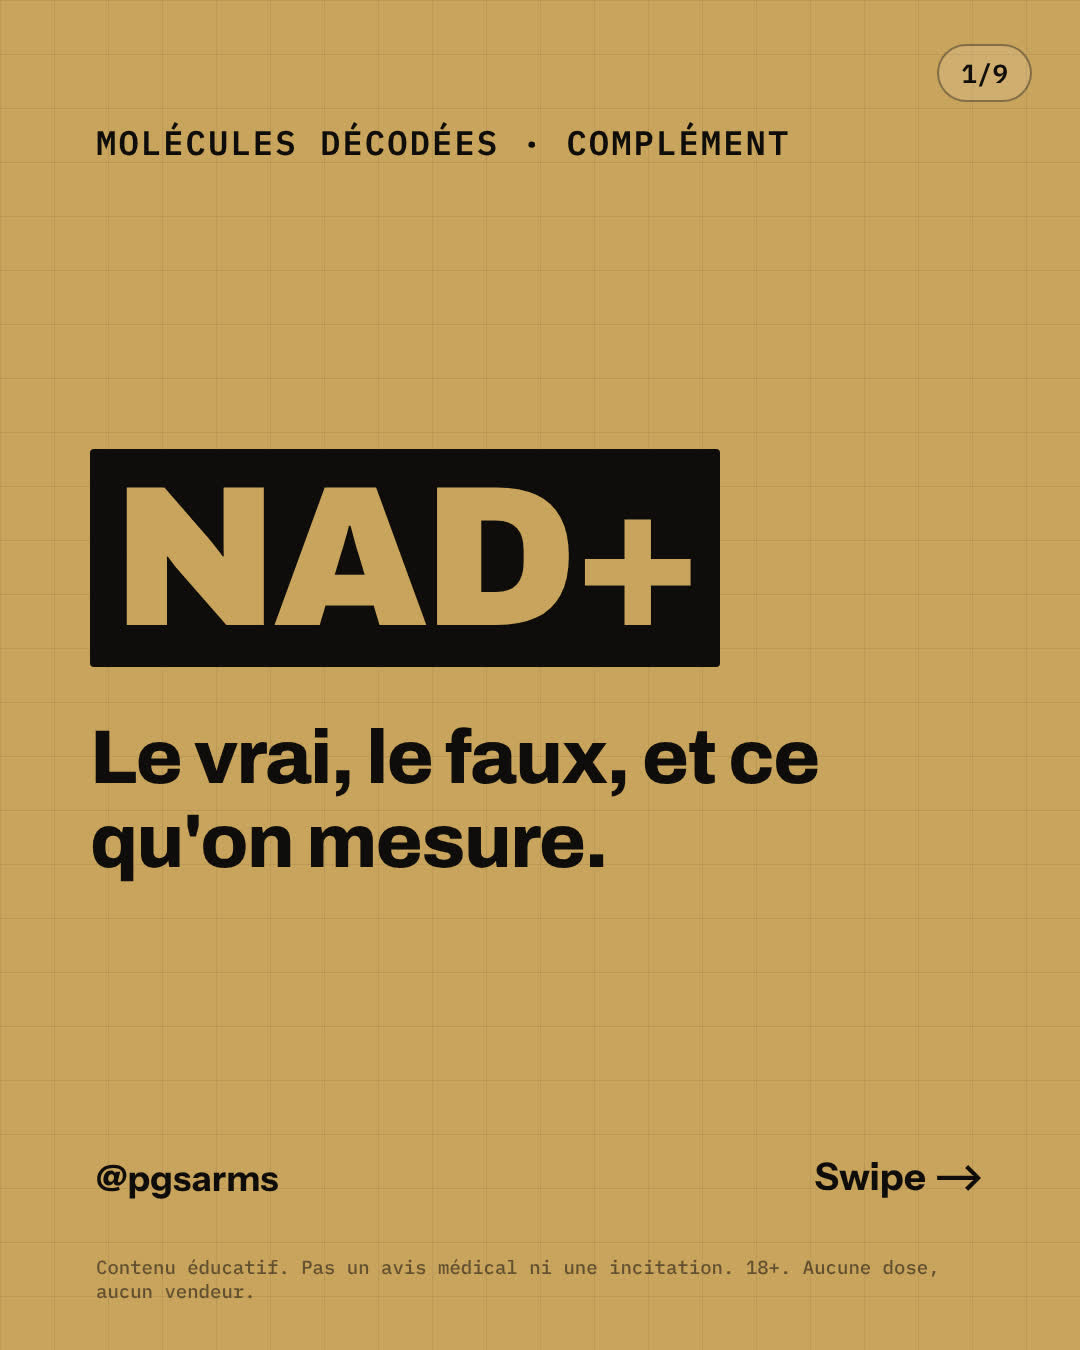 1/9
MOLÉCULES DÉCODÉES · COMPLÉMENT
NAD+
Le vrai, le faux, et ce
qu'on mesure.
@pgsarms
Swipe →
Contenu éducatif. Pas un avis médical ni une incitation. 18+. Aucune dose,
aucun vendeur.